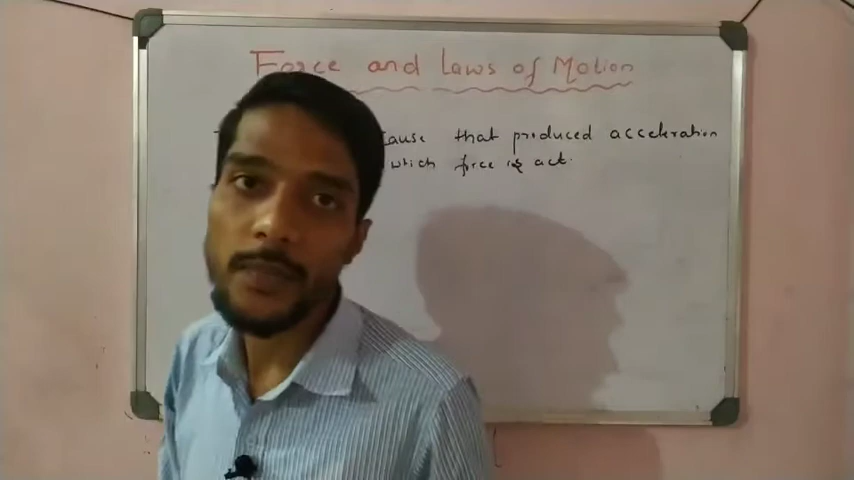 Force and Laws of Motion
cause that produced acceleration
which force is act.